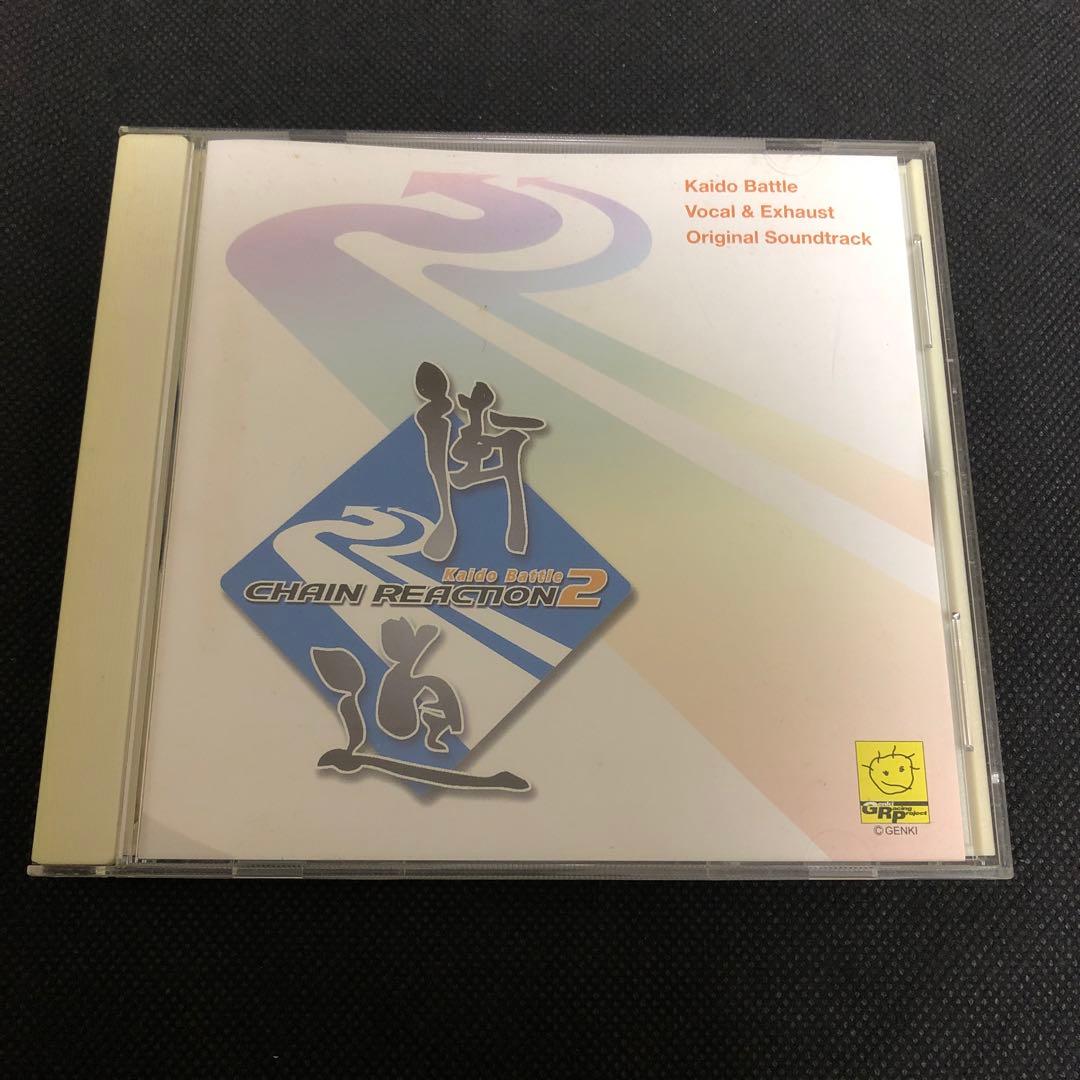 Kaido Battle
Vocal & Exhaust
Original Soundtrack
街
Kaido Battle
CHAIN REACTION 2
道
Genki
Racing
Project
©GENKI